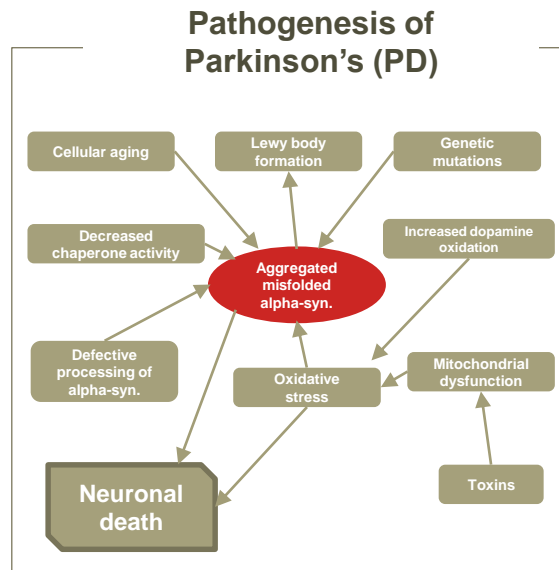 Pathogenesis of
Parkinson’s (PD)
Cellular aging
Lewy body
formation
Genetic
mutations
Decreased
chaperone activity
Increased dopamine
oxidation
Aggregated
misfolded
alpha-syn.
Defective
processing of
alpha-syn.
Oxidative
stress
Mitochondrial
dysfunction
Neuronal
death
Toxins